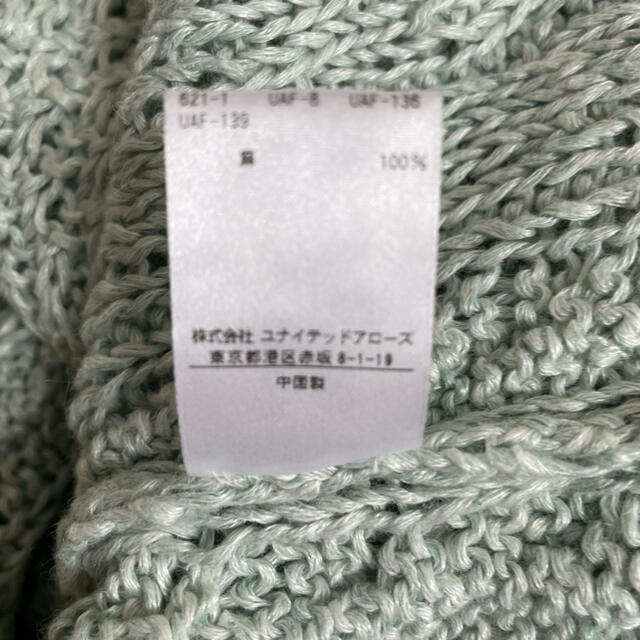 621-1 UAF-8 UAF-136
UAF-139
100%
株式会社 ユナイテッドアローズ
東京都港区赤坂 8-1-19
中国製